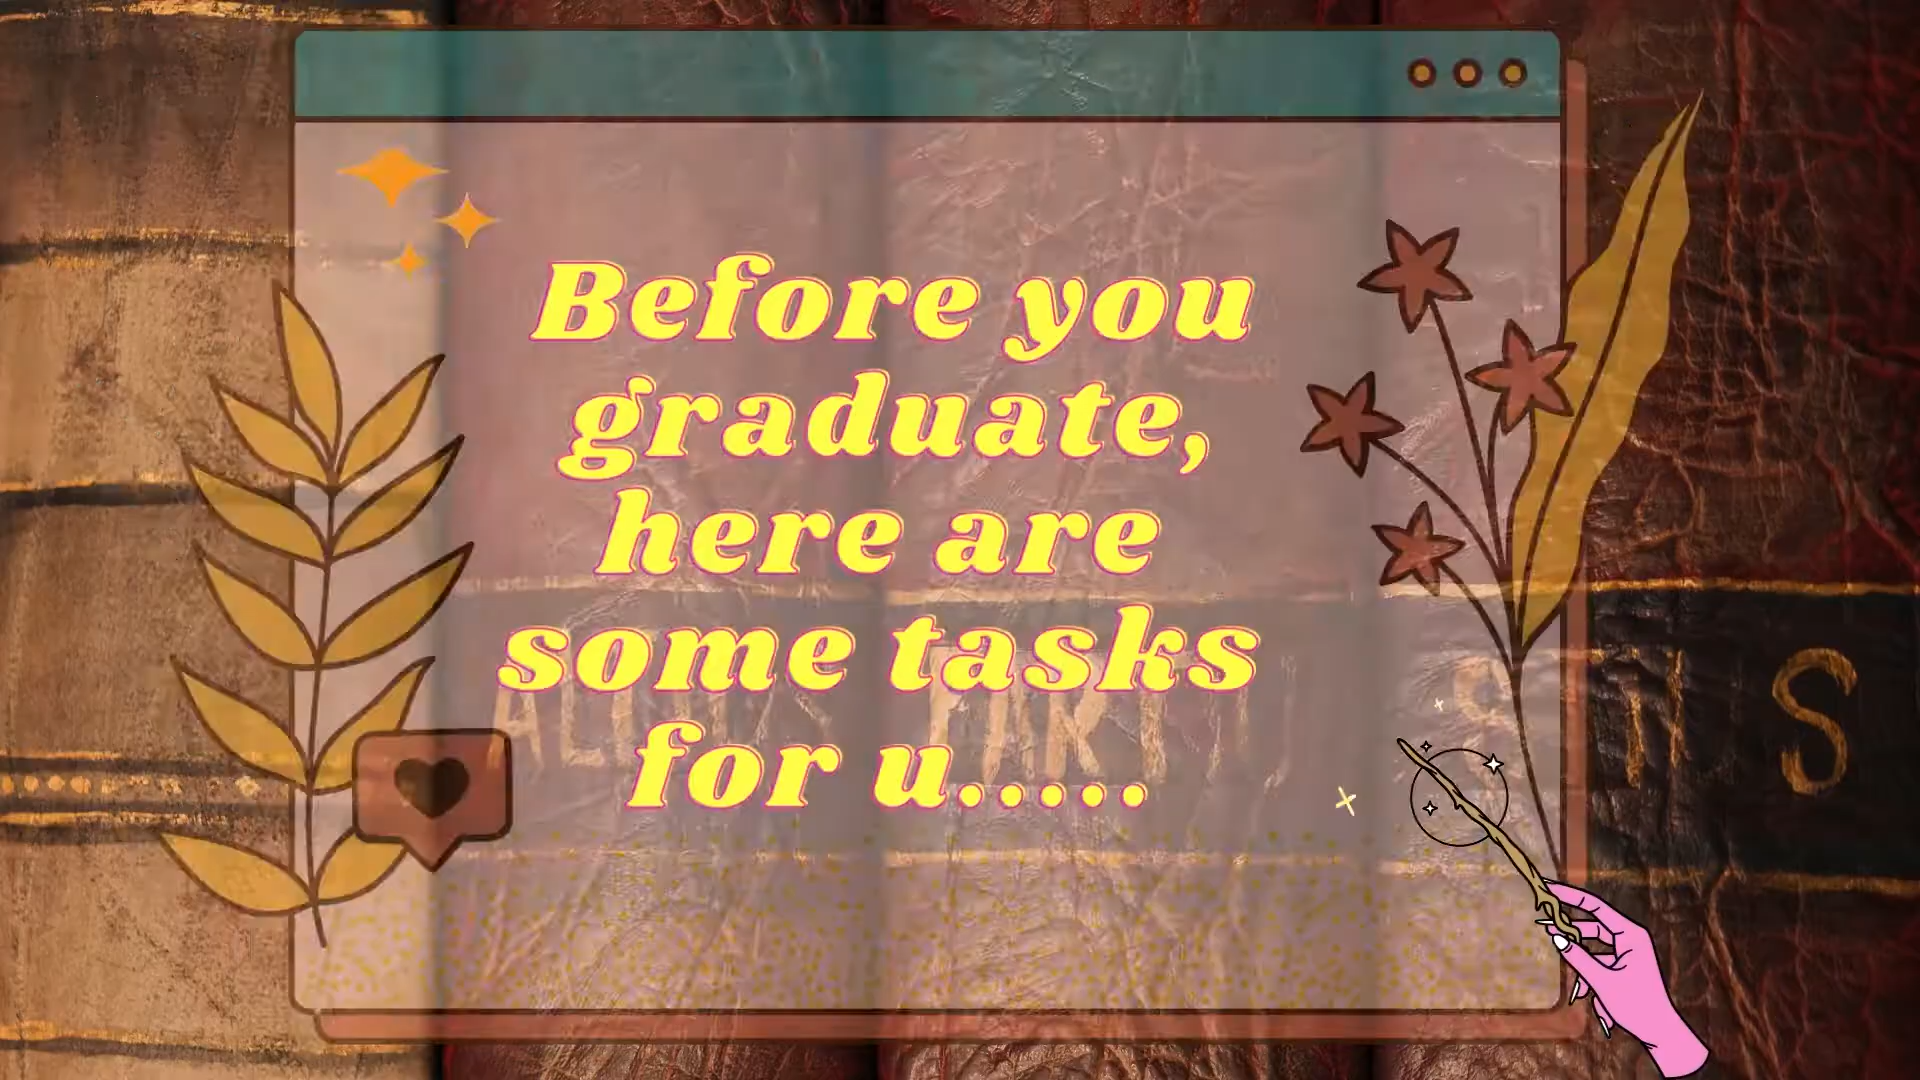 Before you
graduate,
here are
some tasks
for u.....
S